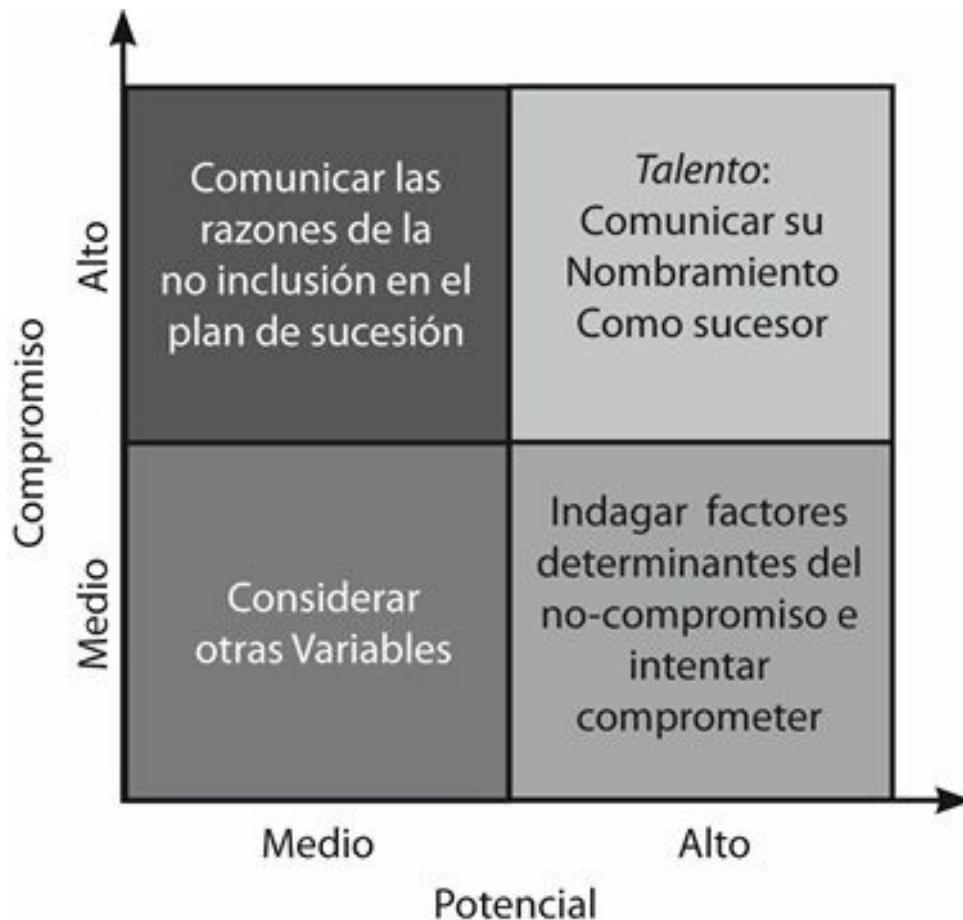 Compromiso
Alto
Medio
Comunicar las
razones de la
no inclusión en el
plan de sucesión
Talento:
Comunicar su
Nombramiento
Como sucesor
Considerar
otras Variables
Indagar factores
determinantes del
no-compromiso e
intentar
comprometer
Medio
Alto
Potencial